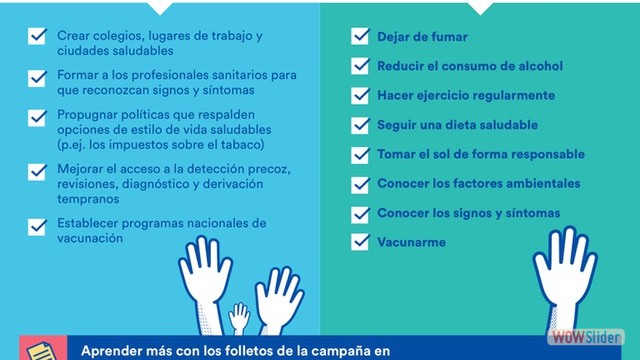 Crear colegios, lugares de trabajo y
ciudades saludables
Formar a los profesionales sanitarios para
que reconozcan signos y síntomas
Propugnar políticas que respalden
opciones de estilo de vida saludables
(p.ej. los impuestos sobre el tabaco)
Mejorar el acceso a la detección precoz,
revisiones, diagnóstico y derivación
tempranos
Establecer programas nacionales de
vacunación
Dejar de fumar
Reducir el consumo de alcohol
Hacer ejercicio regularmente
Seguir una dieta saludable
Tomar el sol de forma responsable
Conocer los factores ambientales
Conocer los signos y síntomas
Vacunarme
WOWSlider
Aprender más con los folletos de la campaña en